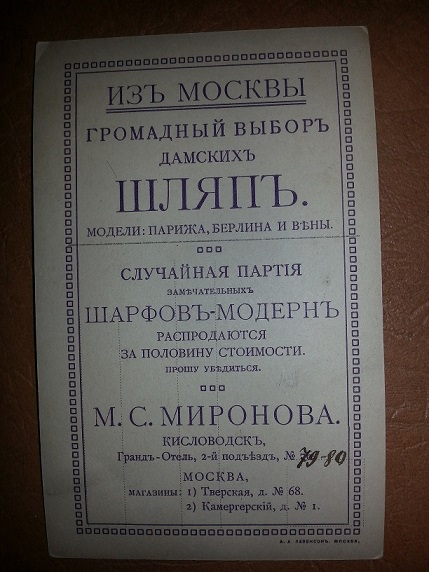 ИЗЪ МОСКВЫ
ГРОМАДНЫЙ ВЫБОРЪ
ДАМСКИХЪ
ШЛЯПЪ.
МОДЕЛИ: ПАРИЖА, БЕРЛИНА И ВѢНЫ.
СЛУЧАЙНАЯ ПАРТІЯ
ЗАМѢЧАТЕЛЬНЫХЪ
ШАРФОВЪ-МОДЕРНЪ
РАСПРОДАЮТСЯ
ЗА ПОЛОВИНУ СТОИМОСТИ.
ПРОШУ УБѢДИТЬСЯ.
М. С. МИРОНОВА.
КИСЛОВОДСКЪ,
Грандъ-Отель, 2-й подъѣздъ, № 79-80
МОСКВА,
МАГАЗИНЫ: 1) Тверская, д. № 68.
2) Камергерскій, д. № 1.
А. А. ЛЕВЕНСОНЪ, МОСКВА.